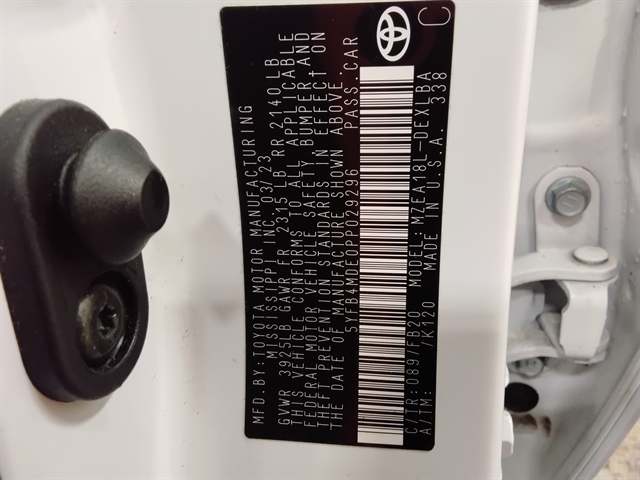 MFD.BY:TOYOTA MOTOR MANUFACTURING
MISSISSIPPI INC.03/23
GVWR 3925LB GAWR FR 2315 LB RR 2140LB
THIS VEHICLE CONFORMS TO ALL APPLICABLE
FEDERAL MOTOR VEHICLE SAFETY BUMPER,AND
THEFT PREVENTION STANDARDS IN EFFECT ON
THE DATE OF MANUFACTURE SHOWN ABOVE.
5YFB4MDE0PP029296 PASS.CAR
C/TR:089/FB20 MODEL:MZEA18L-DEXLBA
A/TM: /K120 MADE IN U.S.A. 338
C